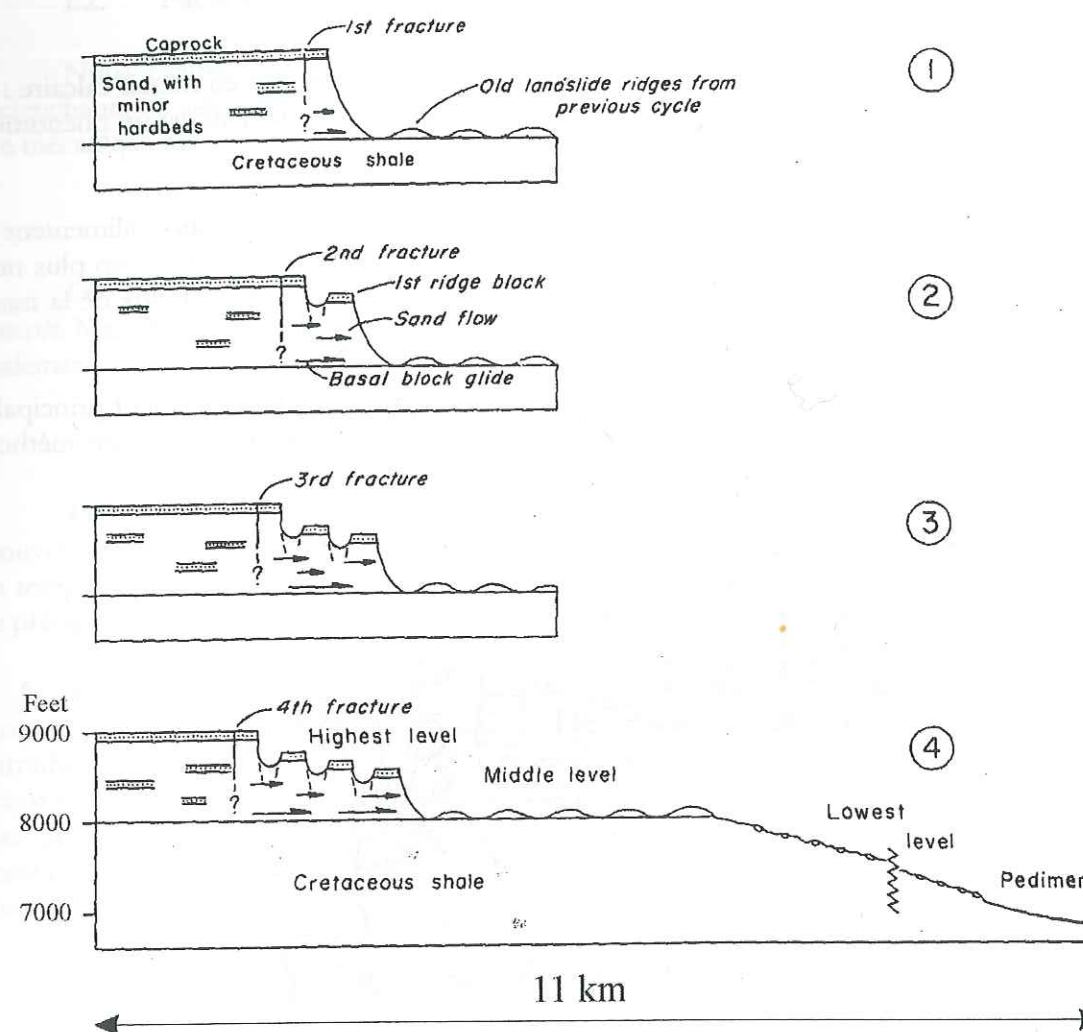 1st fracture
Caprock
1
Sand, with
minor
hardbeds
Old landslide ridges from
previous cycle
?
Cretaceous shale
2nd fracture
1st ridge block
2
Sand flow
?
Basal block glide
3rd fracture
3
?
Feet
4th fracture
9000
Highest level
4
Middle level
?
8000
Lowest
level
Cretaceous shale
7000
11 km